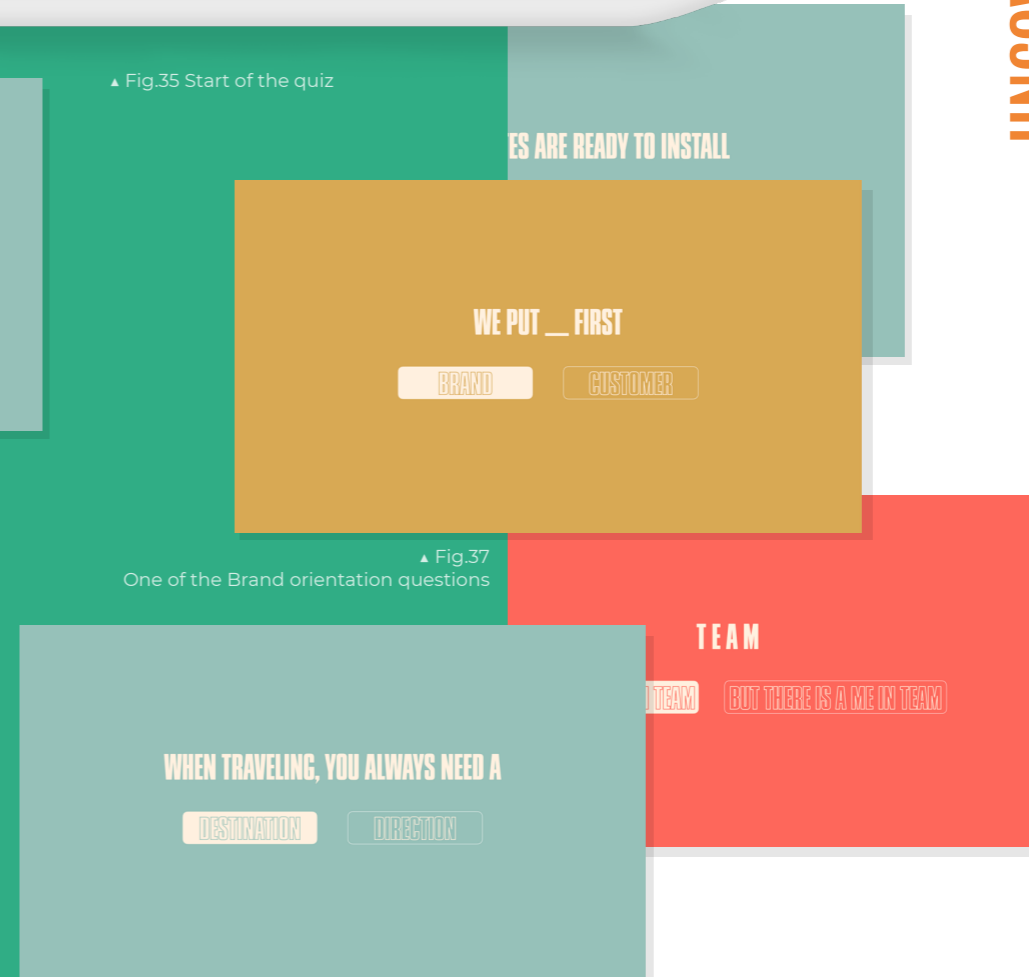 ▲ Fig.35 Start of the quiz
ES ARE READY TO INSTALL
WE PUT __ FIRST
BRAND
CUSTOMER
▲ Fig.37
One of the Brand orientation questions
TEAM
TEAM
BUT THERE IS A ME IN TEAM
WHEN TRAVELING, YOU ALWAYS NEED A
DESTINATION
DIRECTION